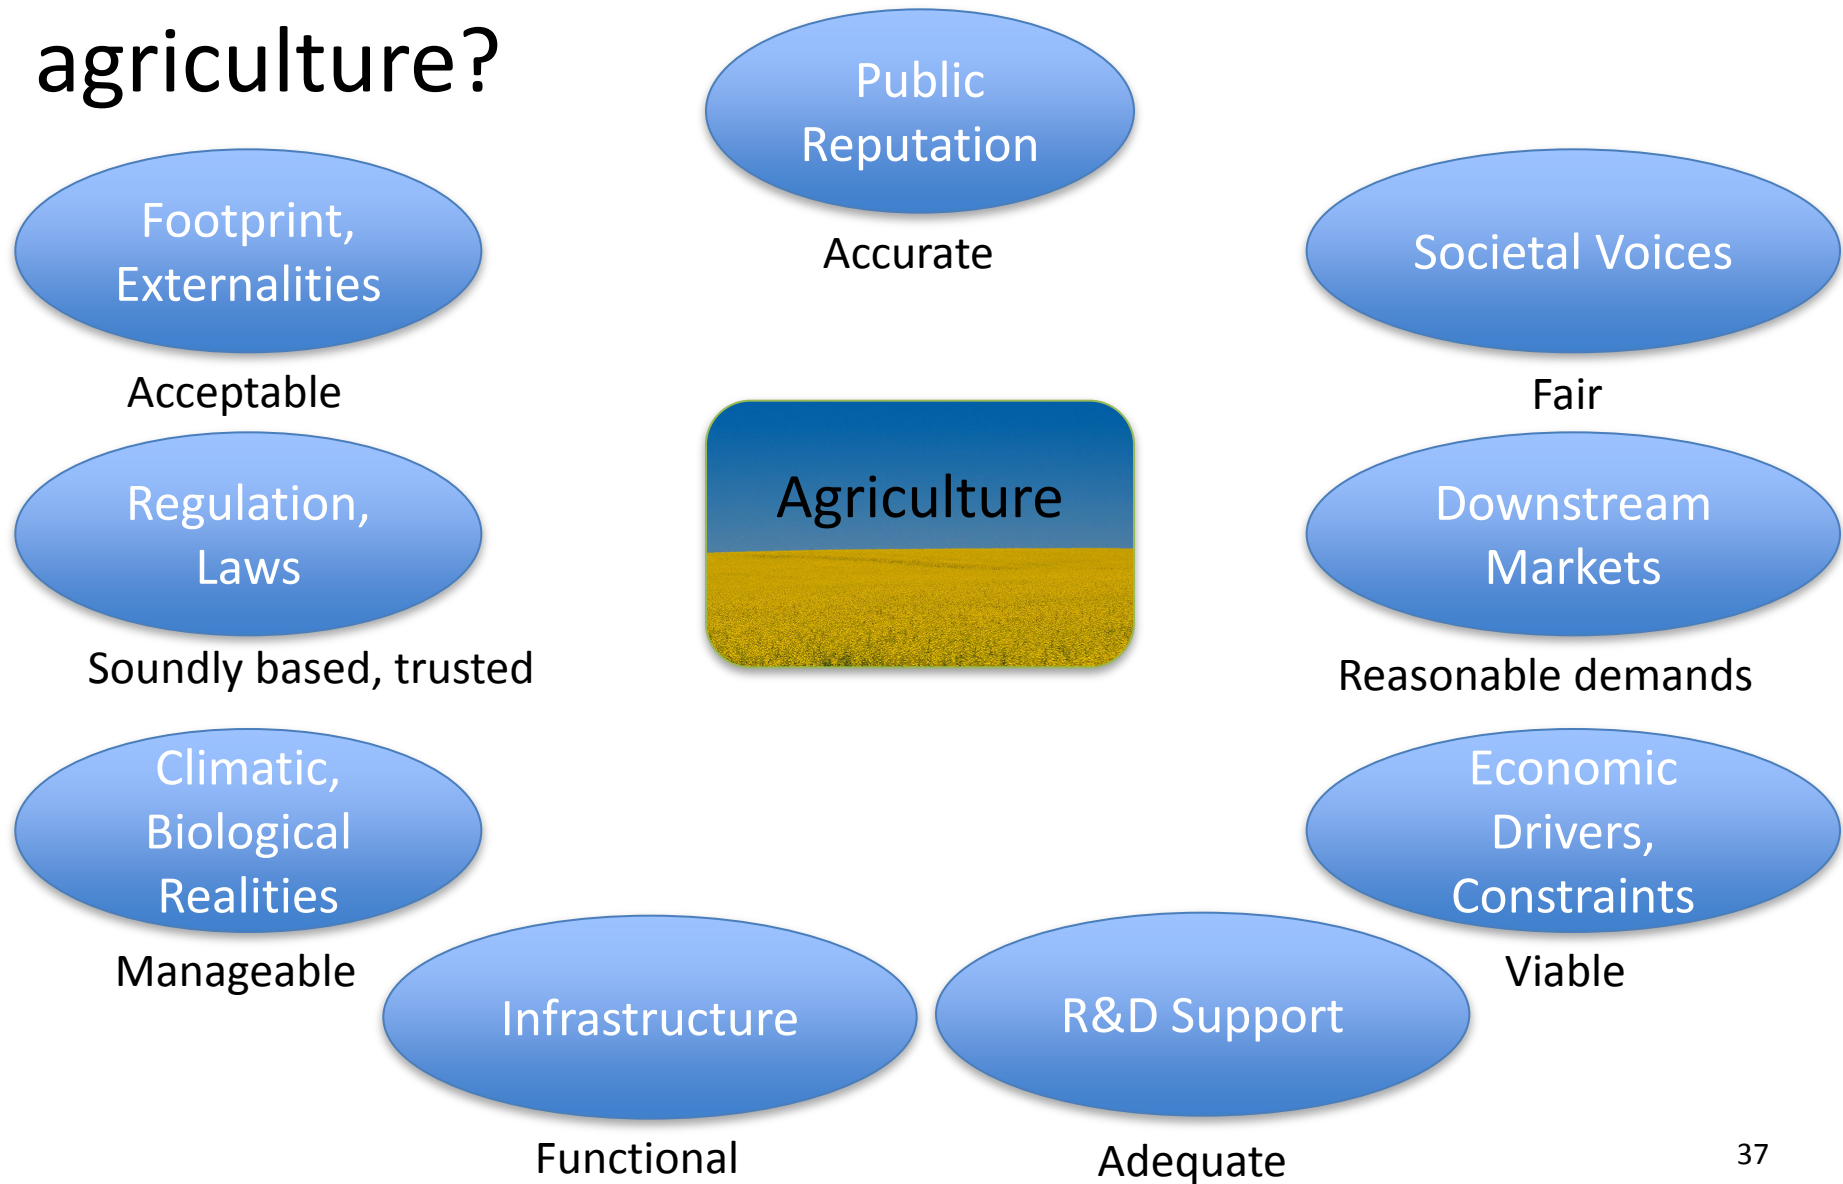 agriculture?
Public
Reputation
Accurate
Footprint,
Externalities
Acceptable
Societal Voices
Fair
Regulation,
Laws
Soundly based, trusted
Agriculture
Downstream
Markets
Reasonable demands
Climatic,
Biological
Realities
Manageable
Economic
Drivers,
Constraints
Viable
Infrastructure
Functional
R&D Support
Adequate
37